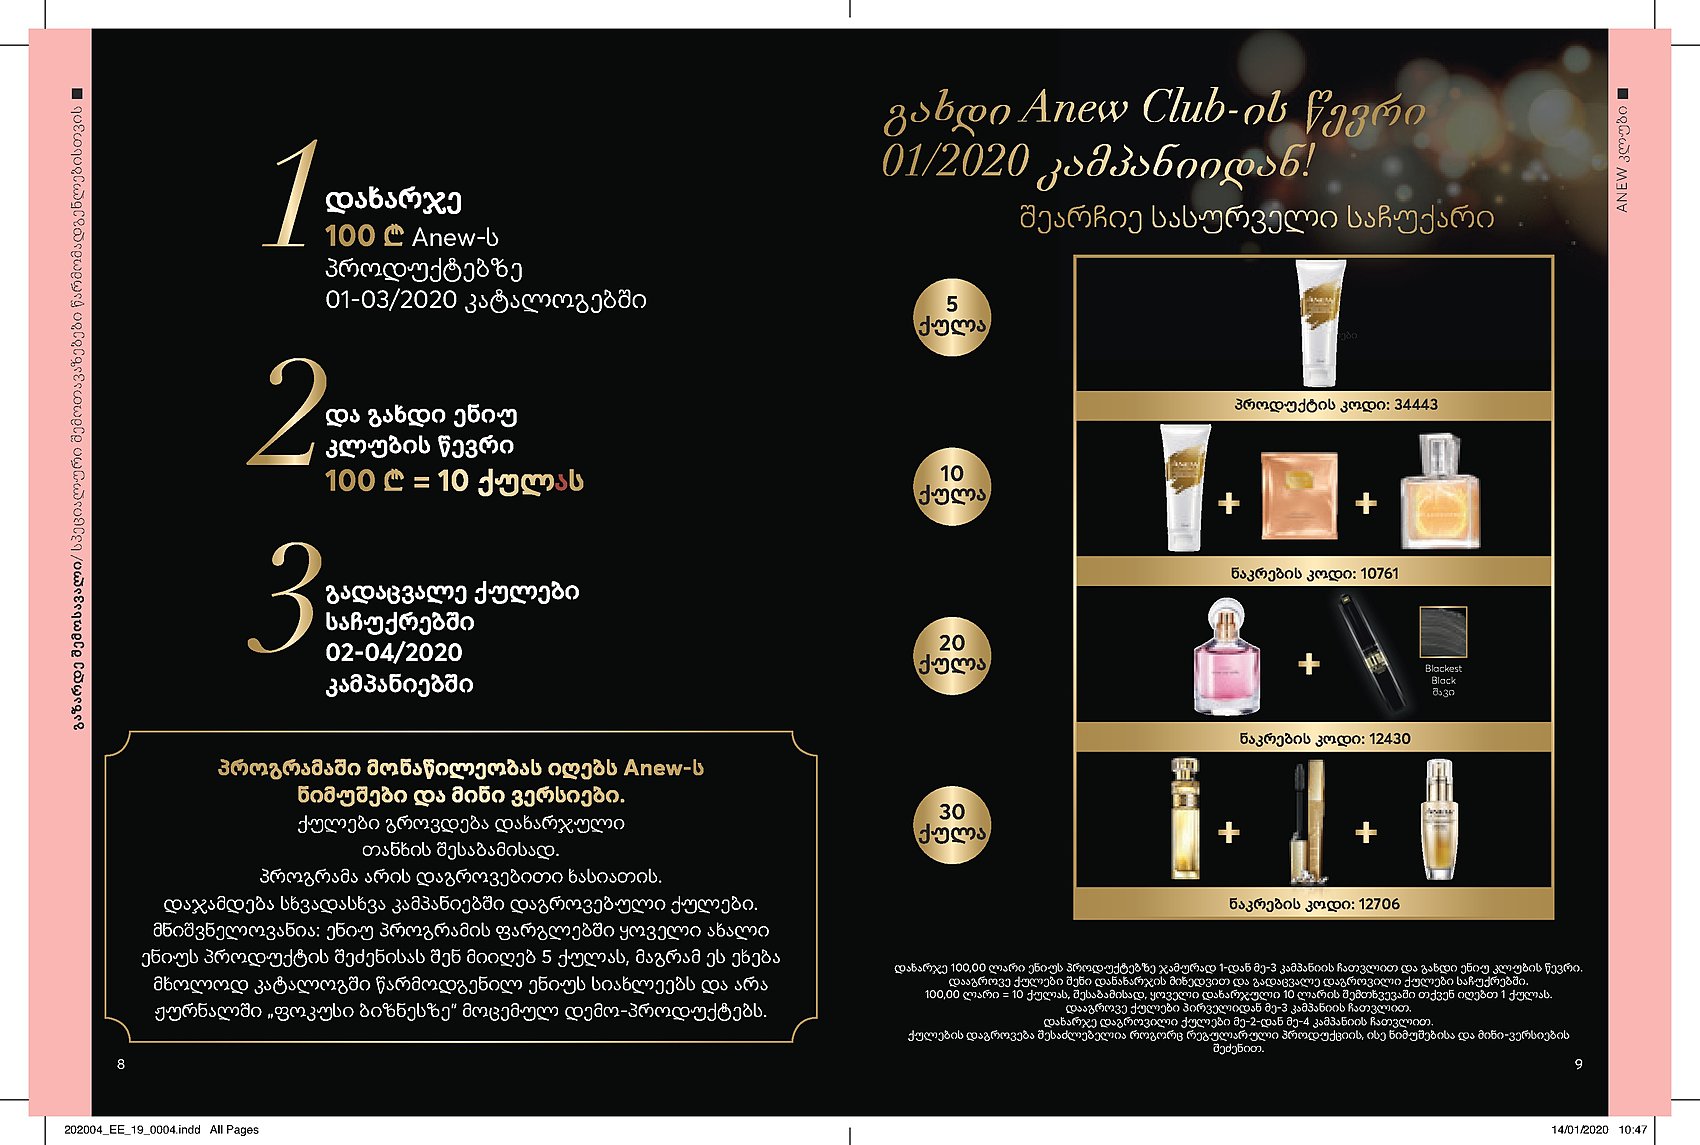 გაზარდე შემოსავალი/ სპეციალური შემოთავაზებები წარმომადგენლებისთვის
1
დახარჯე
100 ₾ Anew-ს
პროდუქტებზე
01-03/2020 კატალოგებში
2
და გახდი ენიუ
კლუბის წევრი
100 ₾ = 10 ქულას
3
გადაცვალე ქულები
საჩუქრებში
02-04/2020
კამპანიებში
პროგრამაში მონაწილეობას იღებს Anew-ს
ნიმუშები და მინი ვერსიები.
ქულები გროვდება დახარჯული
თანხის შესაბამისად.
პროგრამა არის დაგროვებითი ხასიათის.
დაჯამდება სხვადასხვა კამპანიებში დაგროვებული ქულები.
მნიშვნელოვანია: ენიუ პროგრამის ფარგლებში ყოველი ახალი
ენიუს პროდუქტის შეძენისას შენ მიიღებ 5 ქულას, მაგრამ ეს ეხება
მხოლოდ კატალოგში წარმოდგენილ ენიუს სიახლეებს და არა
ჟურნალში „ფოკუსი ბიზნესზე“ მოცემულ დემო-პროდუქტებს.
8
გახდი Anew Club-ის წევრი
01/2020 კამპანიიდან!
შეარჩიე სასურველი საჩუქარი
5
ქულა
ANEW
პროდუქტის კოდი: 34443
10
ქულა
ANEW
ნაკრების კოდი: 10761
20
ქულა
Blackest
Black
შავი
ნაკრების კოდი: 12430
30
ქულა
ნაკრების კოდი: 12706
დახარჯე 100,00 ლარი ენიუს პროდუქტებზე ჯამურად 1-დან მე-3 კამპანიის ჩათვლით და გახდი ენიუ კლუბის წევრი.
დააგროვე ქულები შენი დანახარჯის მიხედვით და გადაცვალე დაგროვილი ქულები საჩუქრებში.
100,00 ლარი = 10 ქულას, შესაბამისად, ყოველი დახარჯული 10 ლარის შემთხვევაში თქვენ იღებთ 1 ქულას.
დააგროვე ქულები პირველიდან მე-3 კამპანიის ჩათვლით.
დახარჯე დაგროვილი ქულები მე-2-დან მე-4 კამპანიის ჩათვლით.
ქულების დაგროვება შესაძლებელია როგორც რეგულარული პროდუქციის, ისე ნიმუშებისა და მინი-ვერსიების
შეძენით.
9
ANEW კლუბი
202004_EE_19_0004.indd All Pages
14/01/2020 10:47